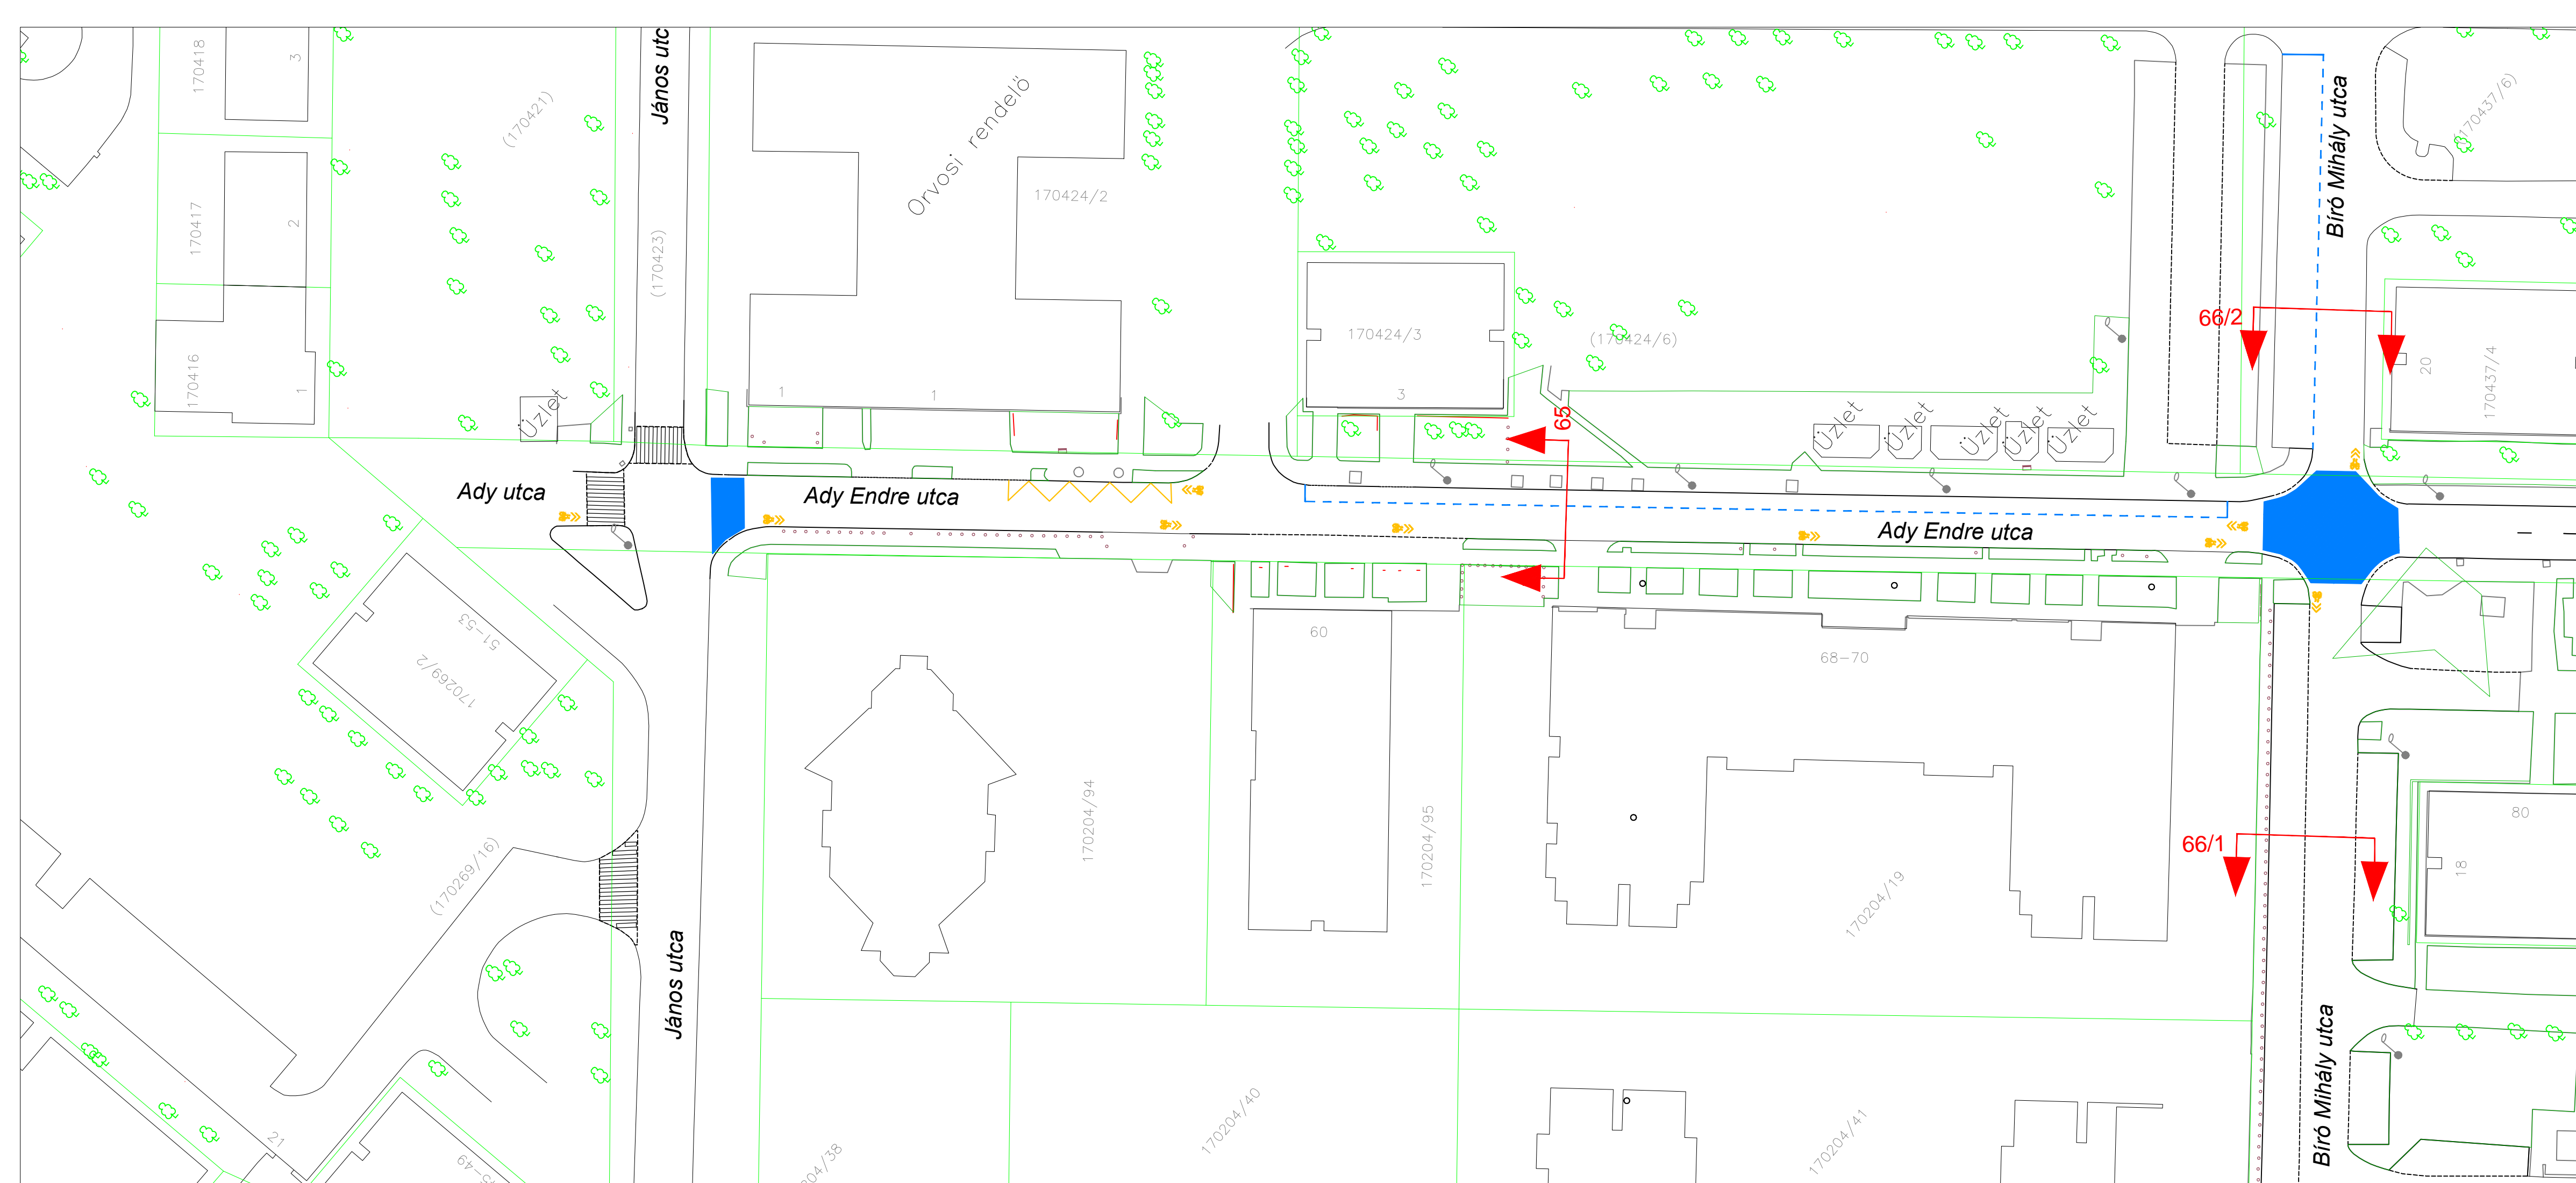 170418
3
János utc
(170421)
Orvosi rendelő
170424/2
Bíró Mihály utca
(170437/6)
170417
2
(170423)
66/2
170424/3
(170424/6)
20
170437/4
170416
1
1
1
3
65
Üzlet
Üzlet
Üzlet
Üzlet
Üzlet
Üzlet
Ady utca
Ady Endre utca
Ady Endre utca
51-53
170269/2
60
68-70
170204/94
170204/95
80
18
66/1
(170269/16)
170204/19
János utca
Bíró Mihály utca
21
204/38
170204/40
170204/41